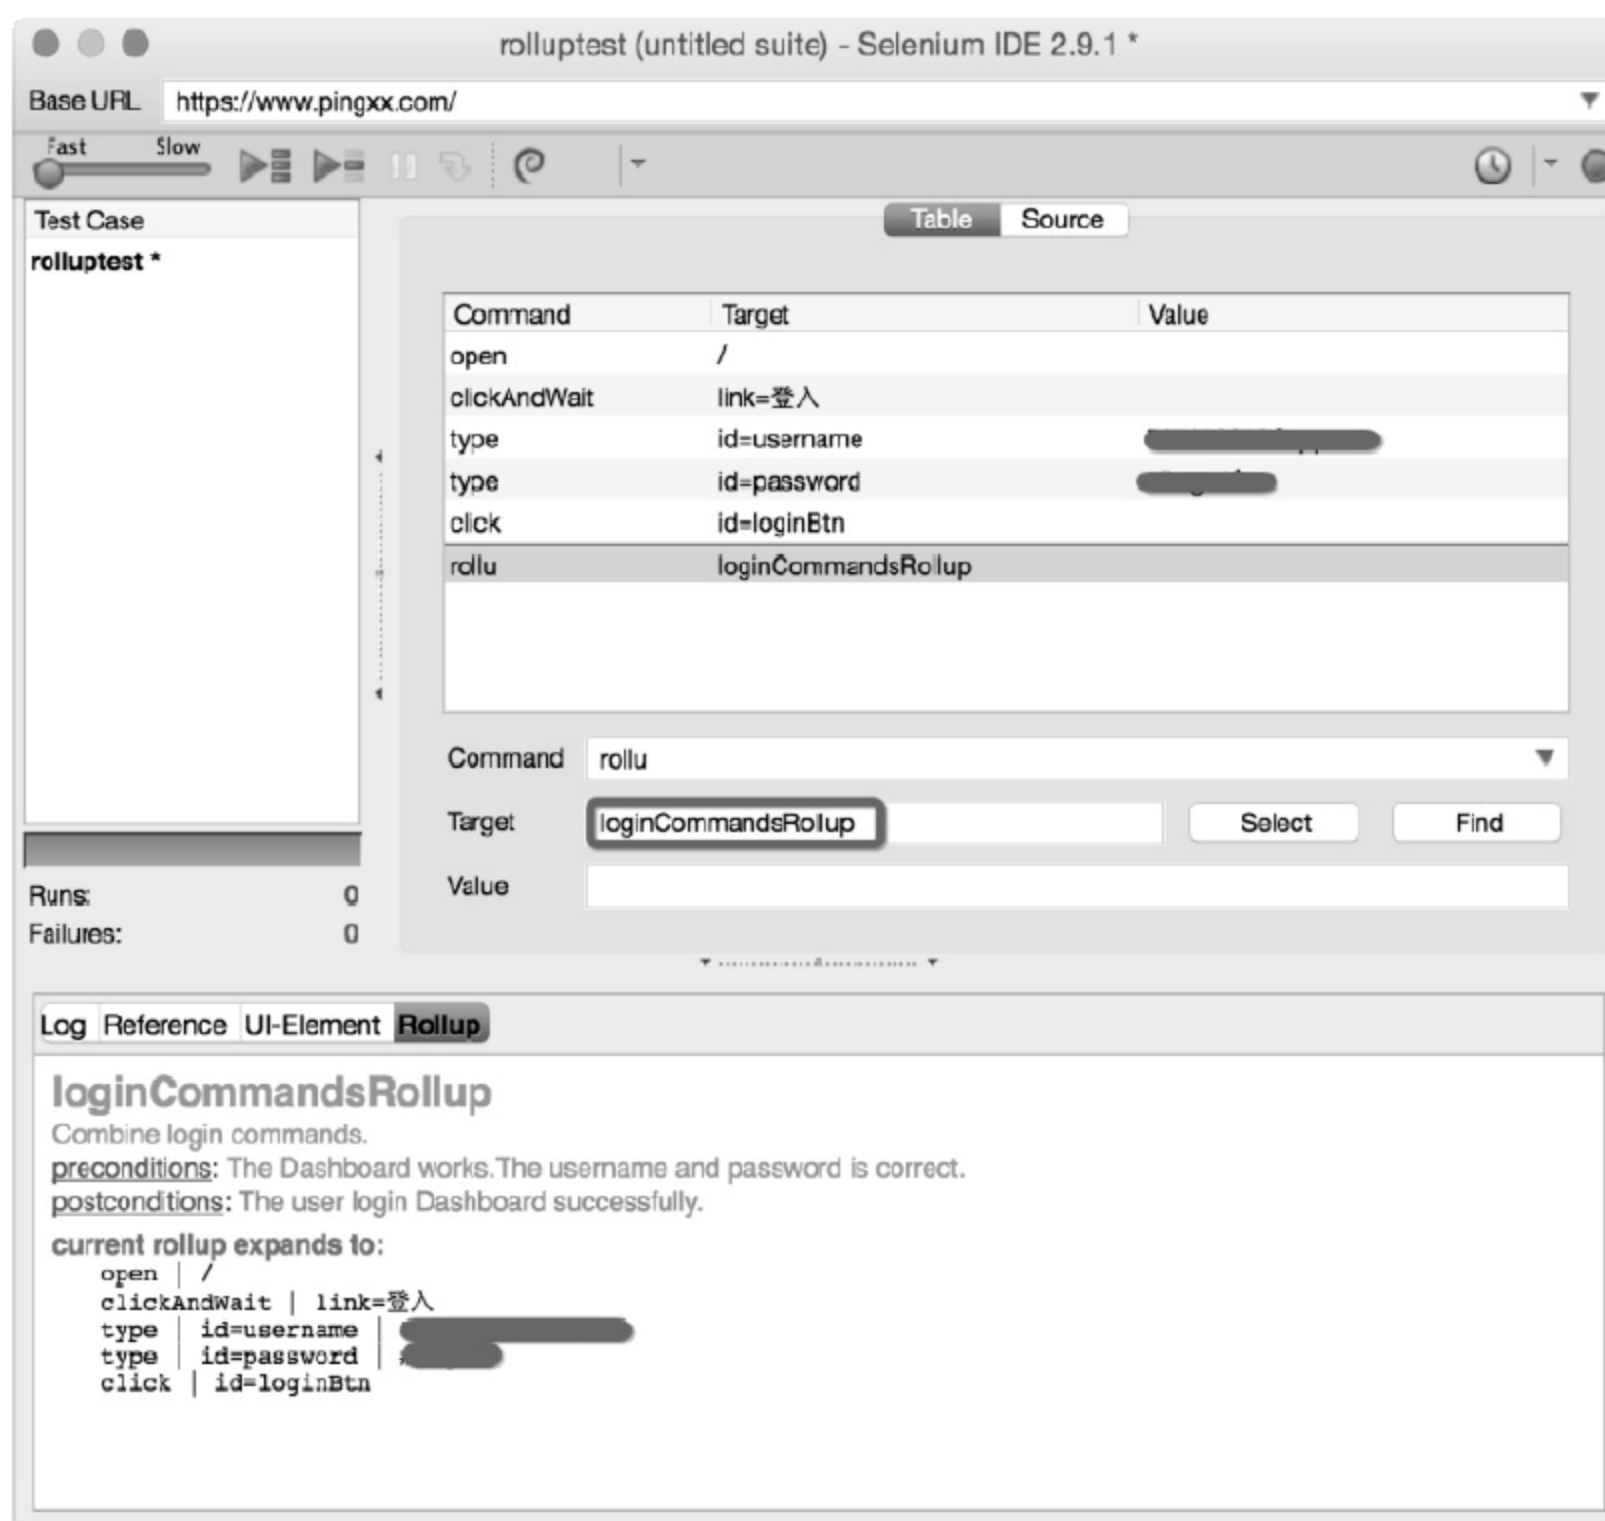 rolluptest (untitled suite) - Selenium IDE 2.9.1 *
Base URL https://www.pingxx.com/
Fast Slow
Test Case
rolluptest *
Table Source
Command Target Value
open /
clickAndWait link=登入
type id=username
type id=password
click id=loginBtn
rollu loginCommandsRollup
Command rollu
Target loginCommandsRollup Select Find
Value
Runs: 0
Failures: 0
Log Reference UI-Element Rollup
loginCommandsRollup
Combine login commands.
preconditions: The Dashboard works.The username and password is correct.
postconditions: The user login Dashboard successfully.
current rollup expands to:
open | /
clickAndWait | link=登入
type | id=username |
type | id=password |
click | id=loginBtn